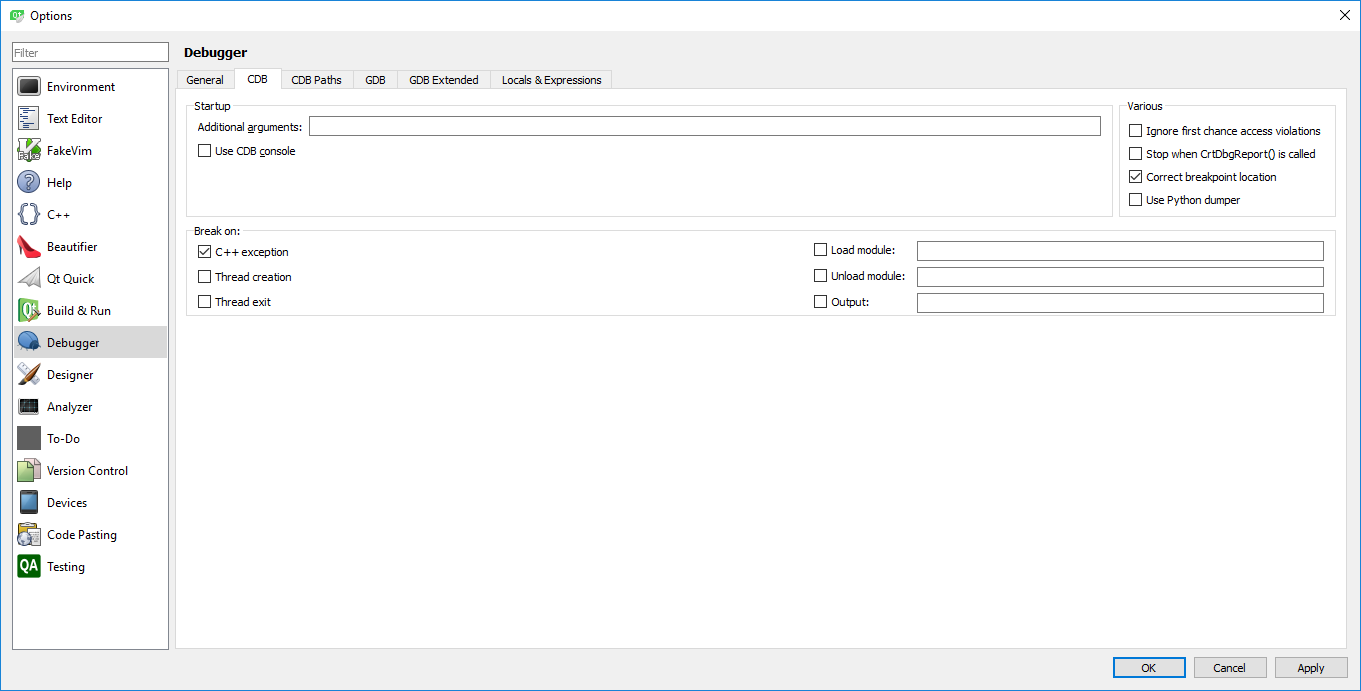 Options
Filter
Environment
Text Editor
FakeVim
Help
C++
Beautifier
Qt Quick
Build & Run
Debugger
Designer
Analyzer
To-Do
Version Control
Devices
Code Pasting
QA Testing
Debugger
General CDB CDB Paths GDB GDB Extended Locals & Expressions
Startup
Additional arguments:
Use CDB console
Various
Ignore first chance access violations
Stop when CrtDbgReport() is called
Correct breakpoint location
Use Python dumper
Break on:
C++ exception
Thread creation
Thread exit
Load module:
Unload module:
Output:
OK Cancel Apply